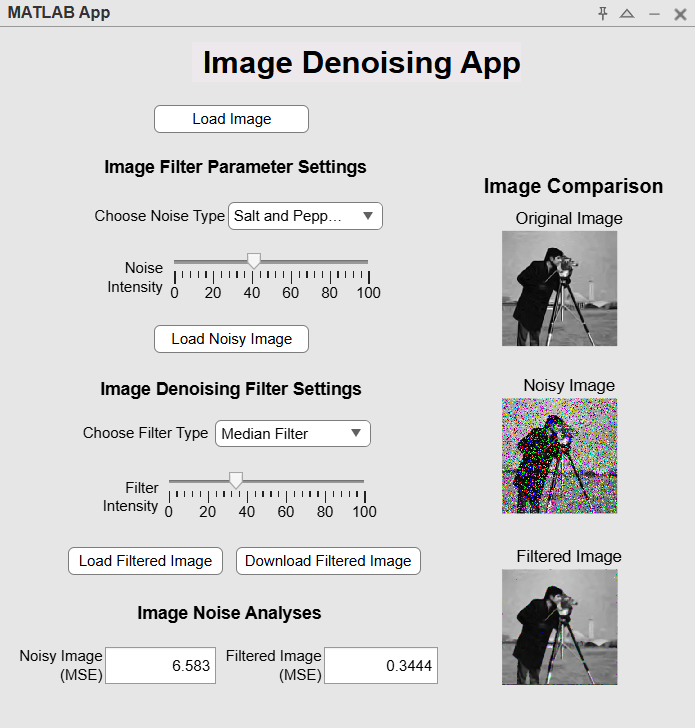 MATLAB App
Image Denoising App
Load Image
Image Filter Parameter Settings
Choose Noise Type Salt and Pepp...
Noise
Intensity
0 20 40 60 80 100
Load Noisy Image
Image Denoising Filter Settings
Choose Filter Type Median Filter
Filter
Intensity
0 20 40 60 80 100
Load Filtered Image Download Filtered Image
Image Noise Analyses
Noisy Image
(MSE)
6.583
Filtered Image
(MSE)
0.3444
Image Comparison
Original Image
Noisy Image
Filtered Image